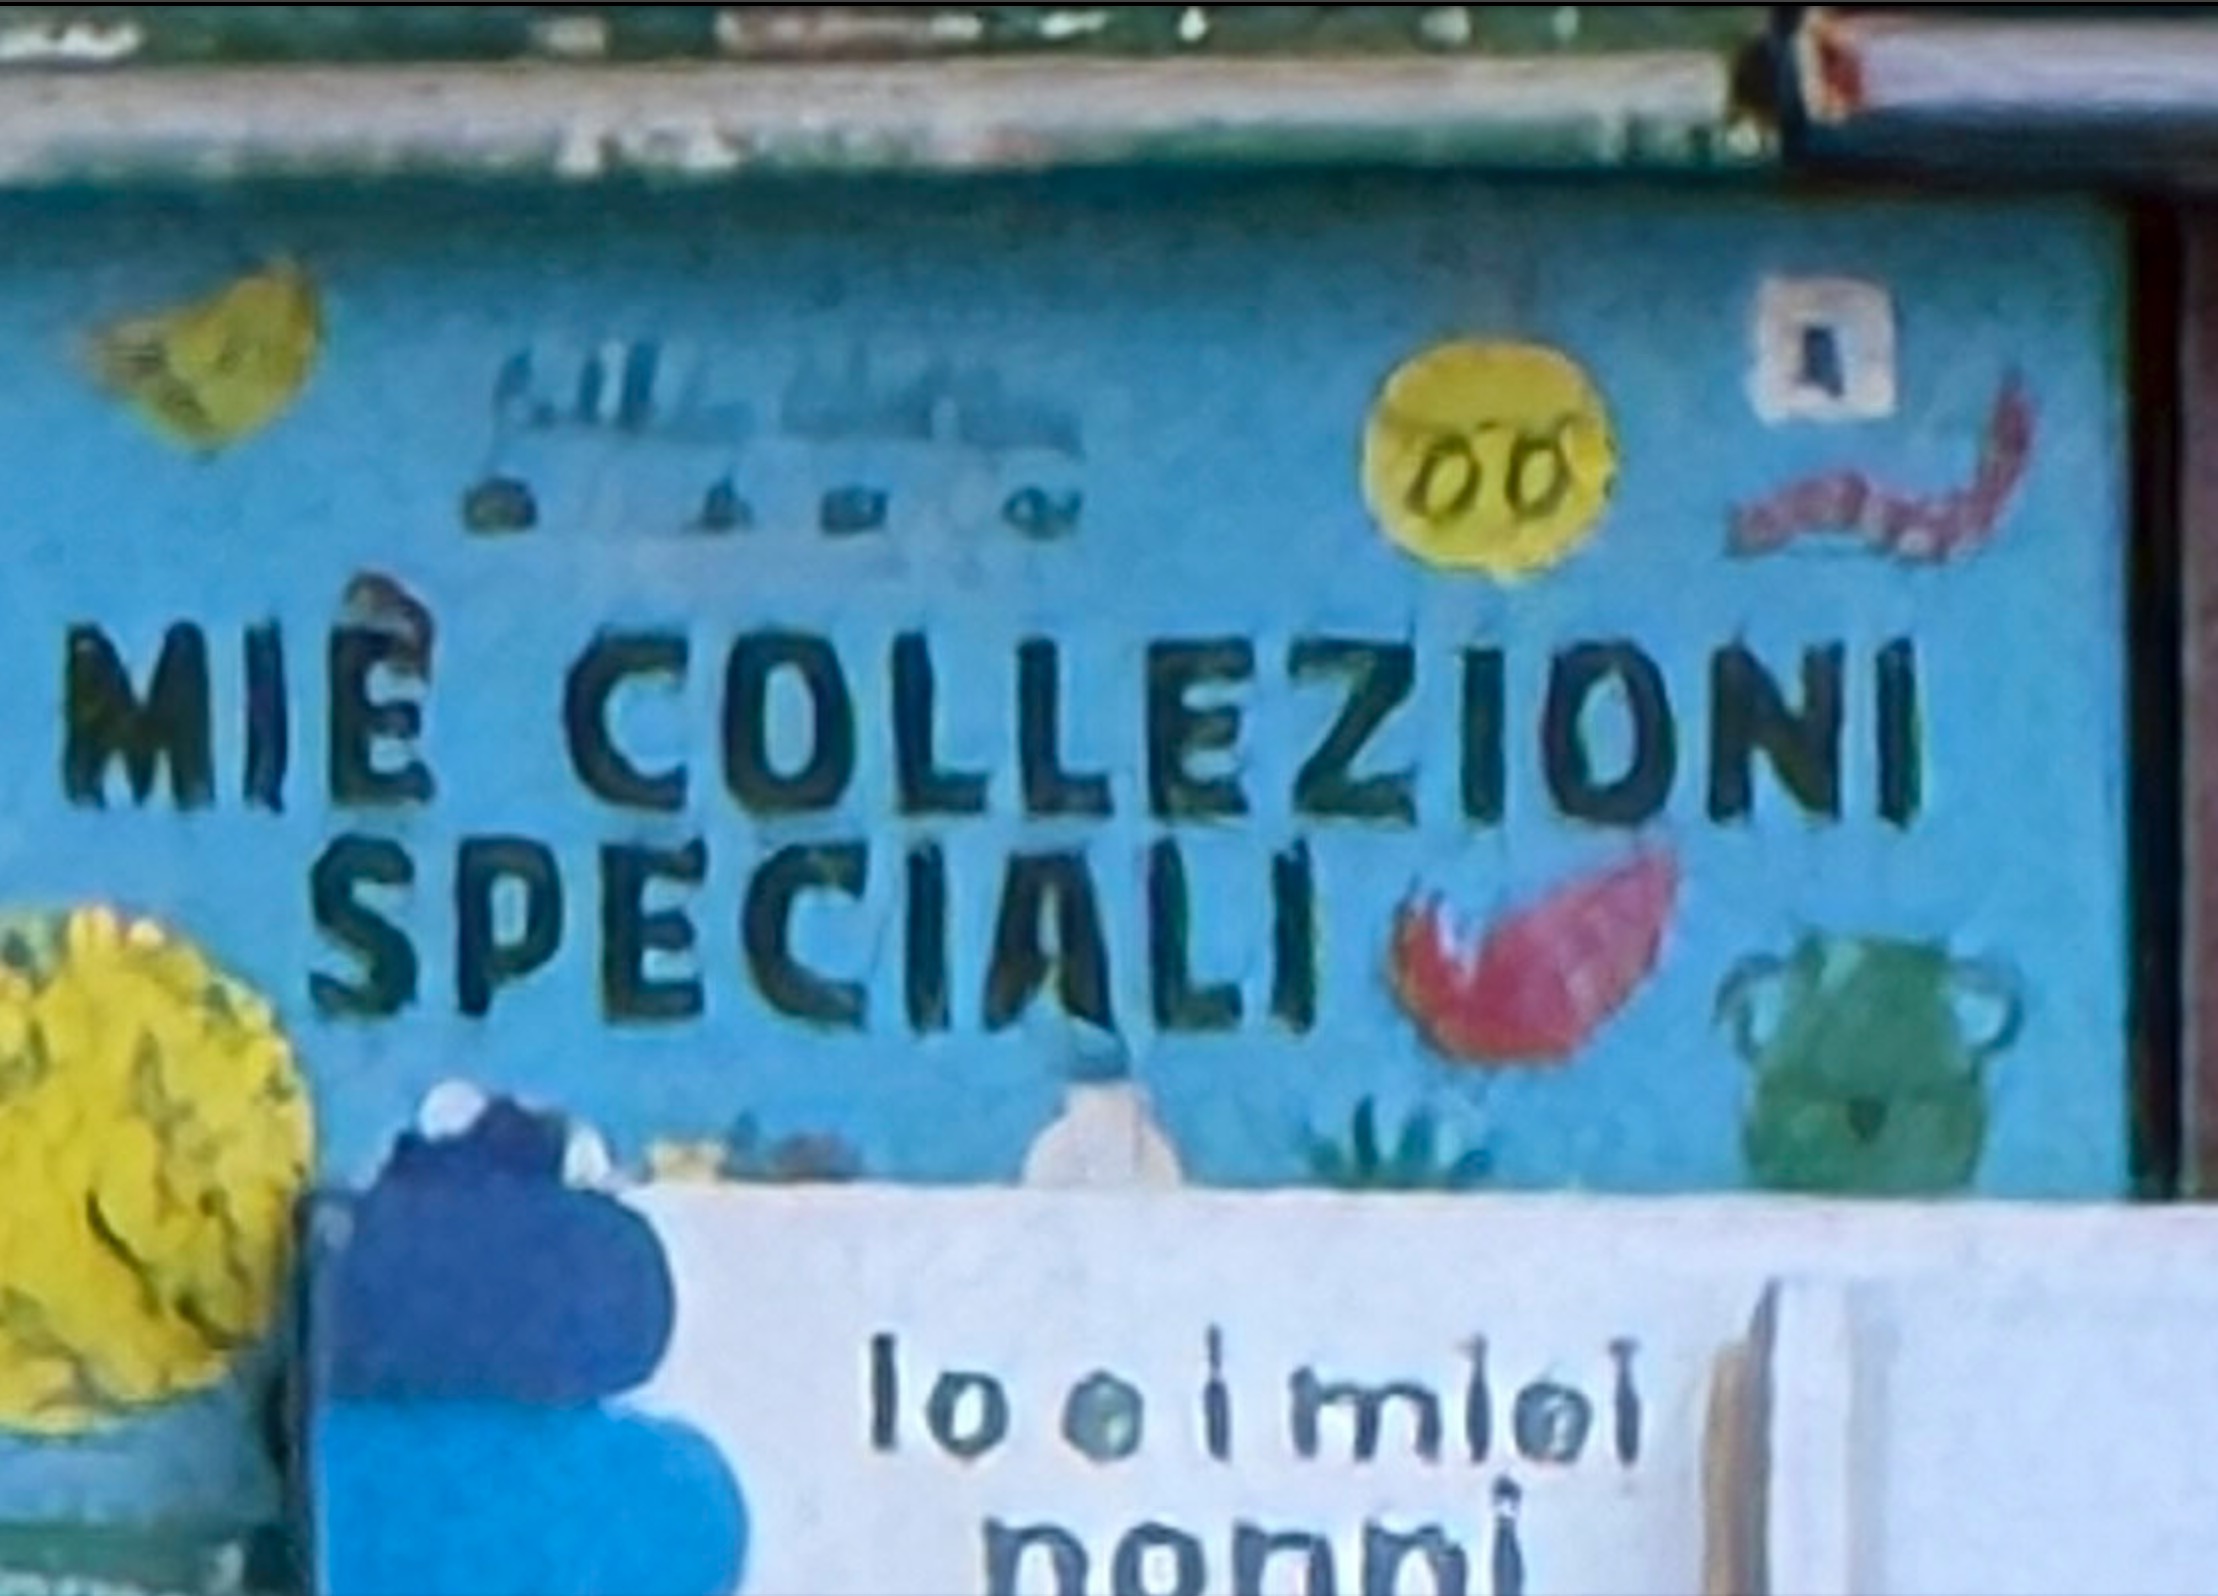 MIE COLLEZIONI
SPECIALI
Io e i miei
nonni